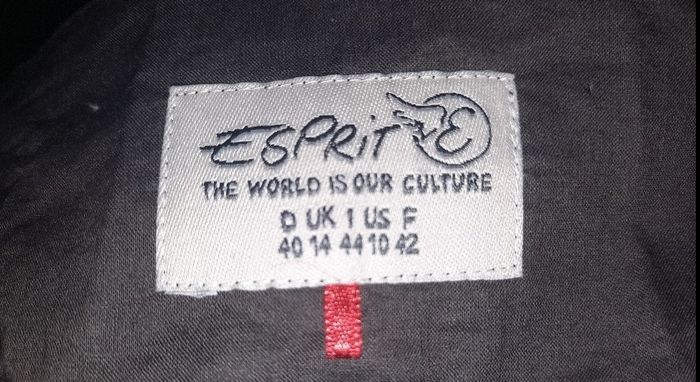 ESPRIT E
THE WORLD IS OUR CULTURE
D UK I US F
40 14 44 10 42